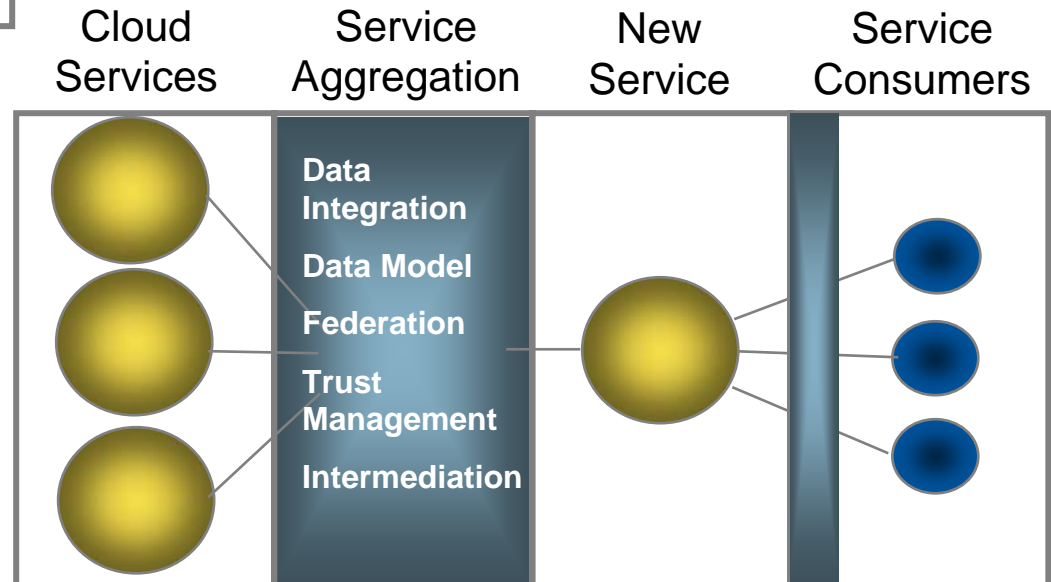 Cloud
Services
Service
Aggregation
New
Service
Service
Consumers
Data
Integration
Data Model
Federation
Trust
Management
Intermediation